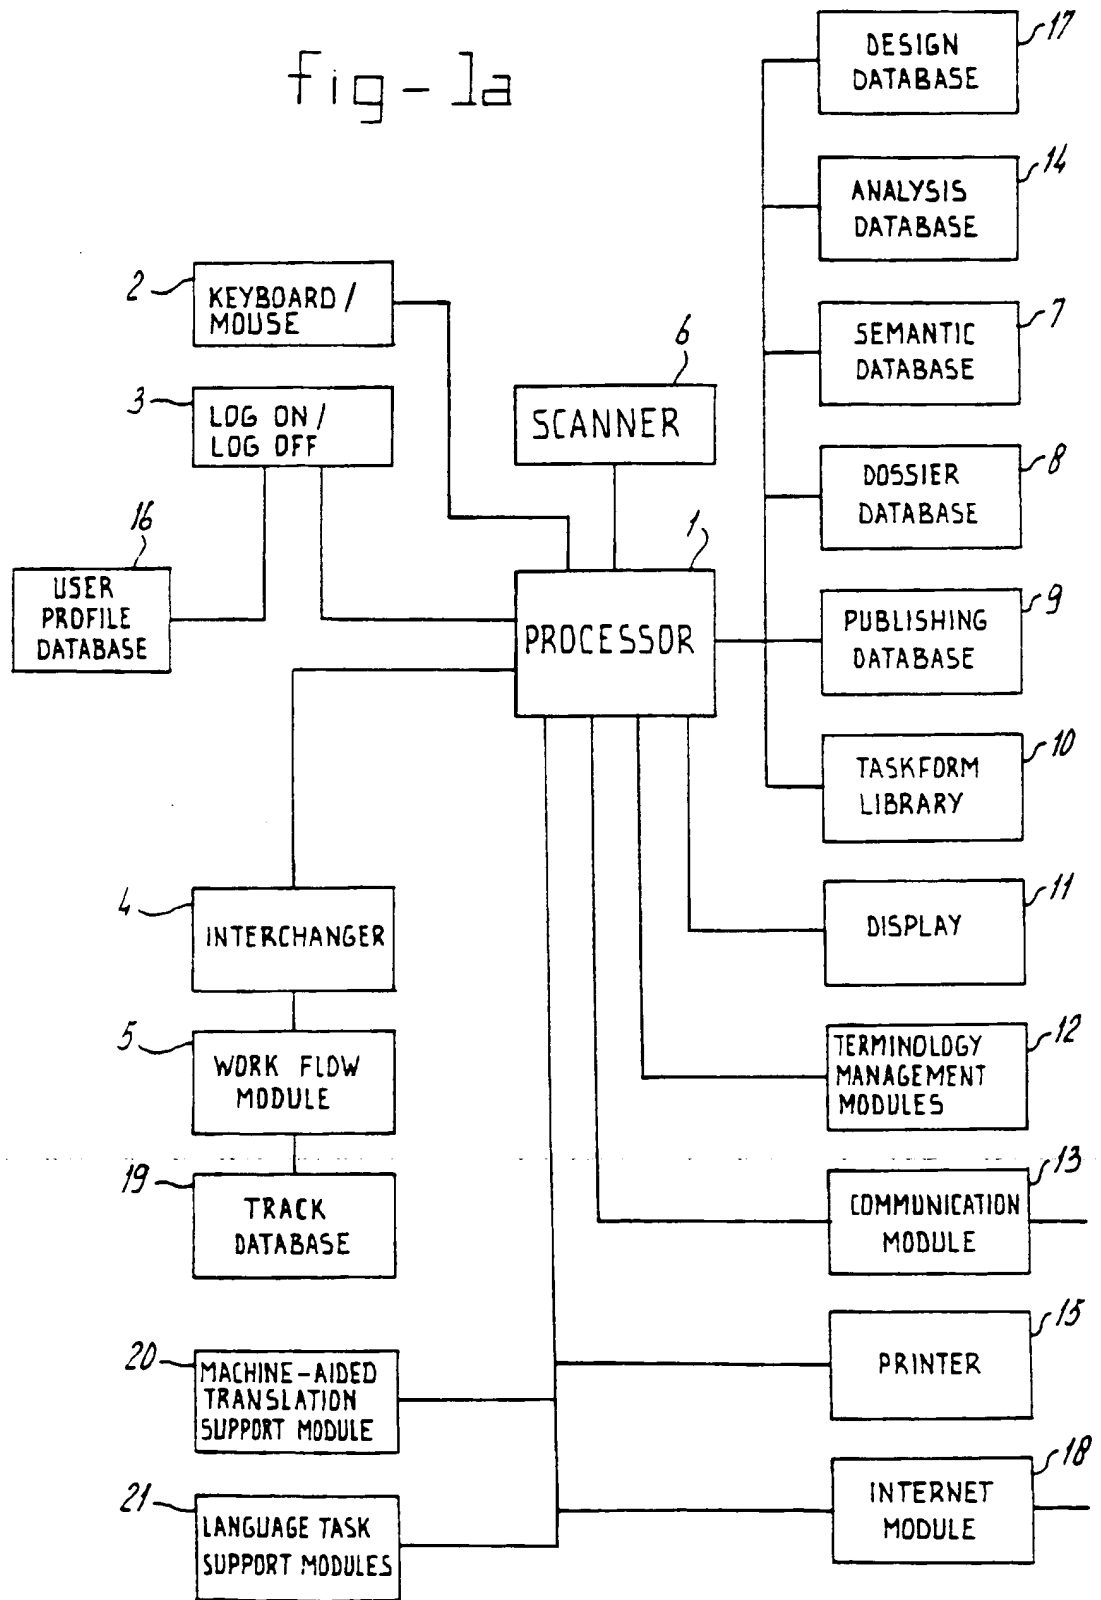 fig-1a
17
DESIGN
DATABASE
14
ANALYSIS
DATABASE
2
KEYBOARD/
MOUSE
7
SEMANTIC
DATABASE
6
SCANNER
3
LOG ON/
LOG OFF
8
DOSSIER
DATABASE
16
USER
PROFILE
DATABASE
1
PROCESSOR
9
PUBLISHING
DATABASE
10
TASKFORM
LIBRARY
4
INTERCHANGER
11
DISPLAY
5
WORK FLOW
MODULE
12
TERMINOLOGY
MANAGEMENT
MODULES
19
TRACK
DATABASE
13
COMMUNICATION
MODULE
20
MACHINE-AIDED
TRANSLATION
SUPPORT MODULE
15
PRINTER
21
LANGUAGE TASK
SUPPORT MODULES
18
INTERNET
MODULE